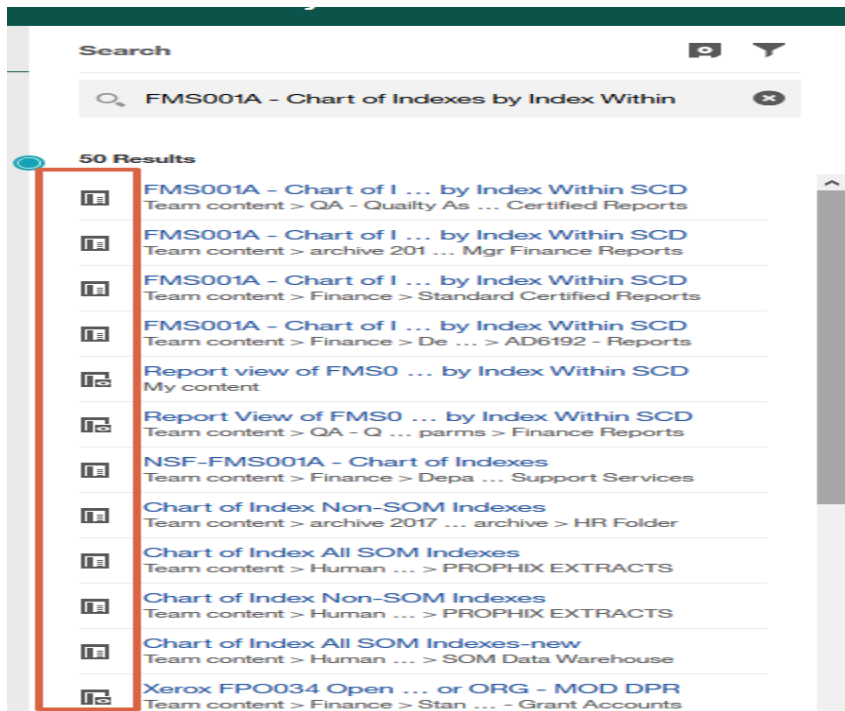 Search
FMS001A - Chart of Indexes by Index Within
50 Results
FMS001A - Chart of I ... by Index Within SCD
Team content > QA - Quailty As ... Certified Reports
FMS001A - Chart of I ... by Index Within SCD
Team content > archive 201 ... Mgr Finance Reports
FMS001A - Chart of I ... by Index Within SCD
Team content > Finance > Standard Certified Reports
FMS001A - Chart of I ... by Index Within SCD
Team content > Finance > De ... > AD6192 - Reports
Report view of FMS0 ... by Index Within SCD
My content
Report View of FMS0 ... by Index Within SCD
Team content > QA - Q ... parms > Finance Reports
NSF-FMS001A - Chart of Indexes
Team content > Finance > Depa ... Support Services
Chart of Index Non-SOM Indexes
Team content > archive 2017 ... archive > HR Folder
Chart of Index All SOM Indexes
Team content > Human ... > PROPHIX EXTRACTS
Chart of Index Non-SOM Indexes
Team content > Human ... > PROPHIX EXTRACTS
Chart of Index All SOM Indexes-new
Team content > Human ... > SOM Data Warehouse
Xerox FPO034 Open ... or ORG - MOD DPR
Team content > Finance > Stan ... - Grant Accounts